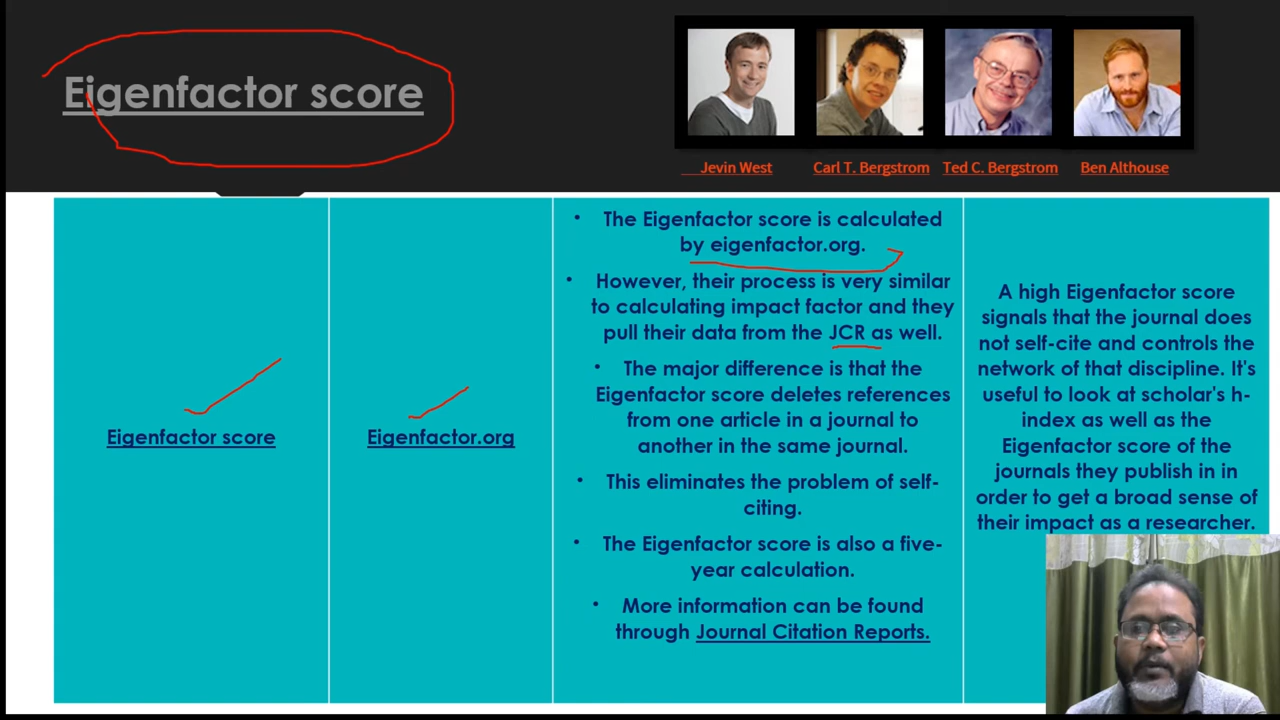 Eigenfactor score
Jevin West
Carl T. Bergstrom
Ted C. Bergstrom
Ben Althouse
Eigenfactor score
Eigenfactor.org
• The Eigenfactor score is calculated
by eigenfactor.org.
• However, their process is very similar
to calculating impact factor and they
pull their data from the JCR as well.
• The major difference is that the
Eigenfactor score deletes references
from one article in a journal to
another in the same journal.
• This eliminates the problem of self-
citing.
• The Eigenfactor score is also a five-
year calculation.
• More information can be found
through Journal Citation Reports.
A high Eigenfactor score
signals that the journal does
not self-cite and controls the
network of that discipline. It's
useful to look at scholar's h-
index as well as the
Eigenfactor score of the
journals they publish in in
order to get a broad sense of
their impact as a researcher.